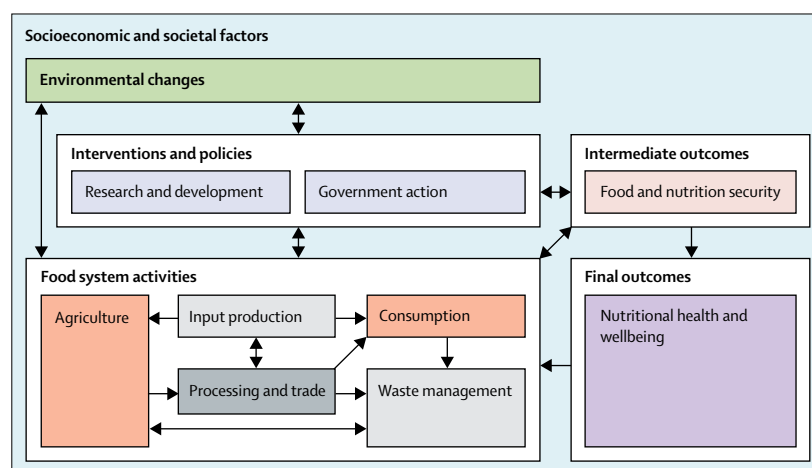 Socioeconomic and societal factors
Environmental changes
Interventions and policies
Research and development
Government action
Intermediate outcomes
Food and nutrition security
Food system activities
Agriculture
Input production
Consumption
Processing and trade
Waste management
Final outcomes
Nutritional health and
wellbeing